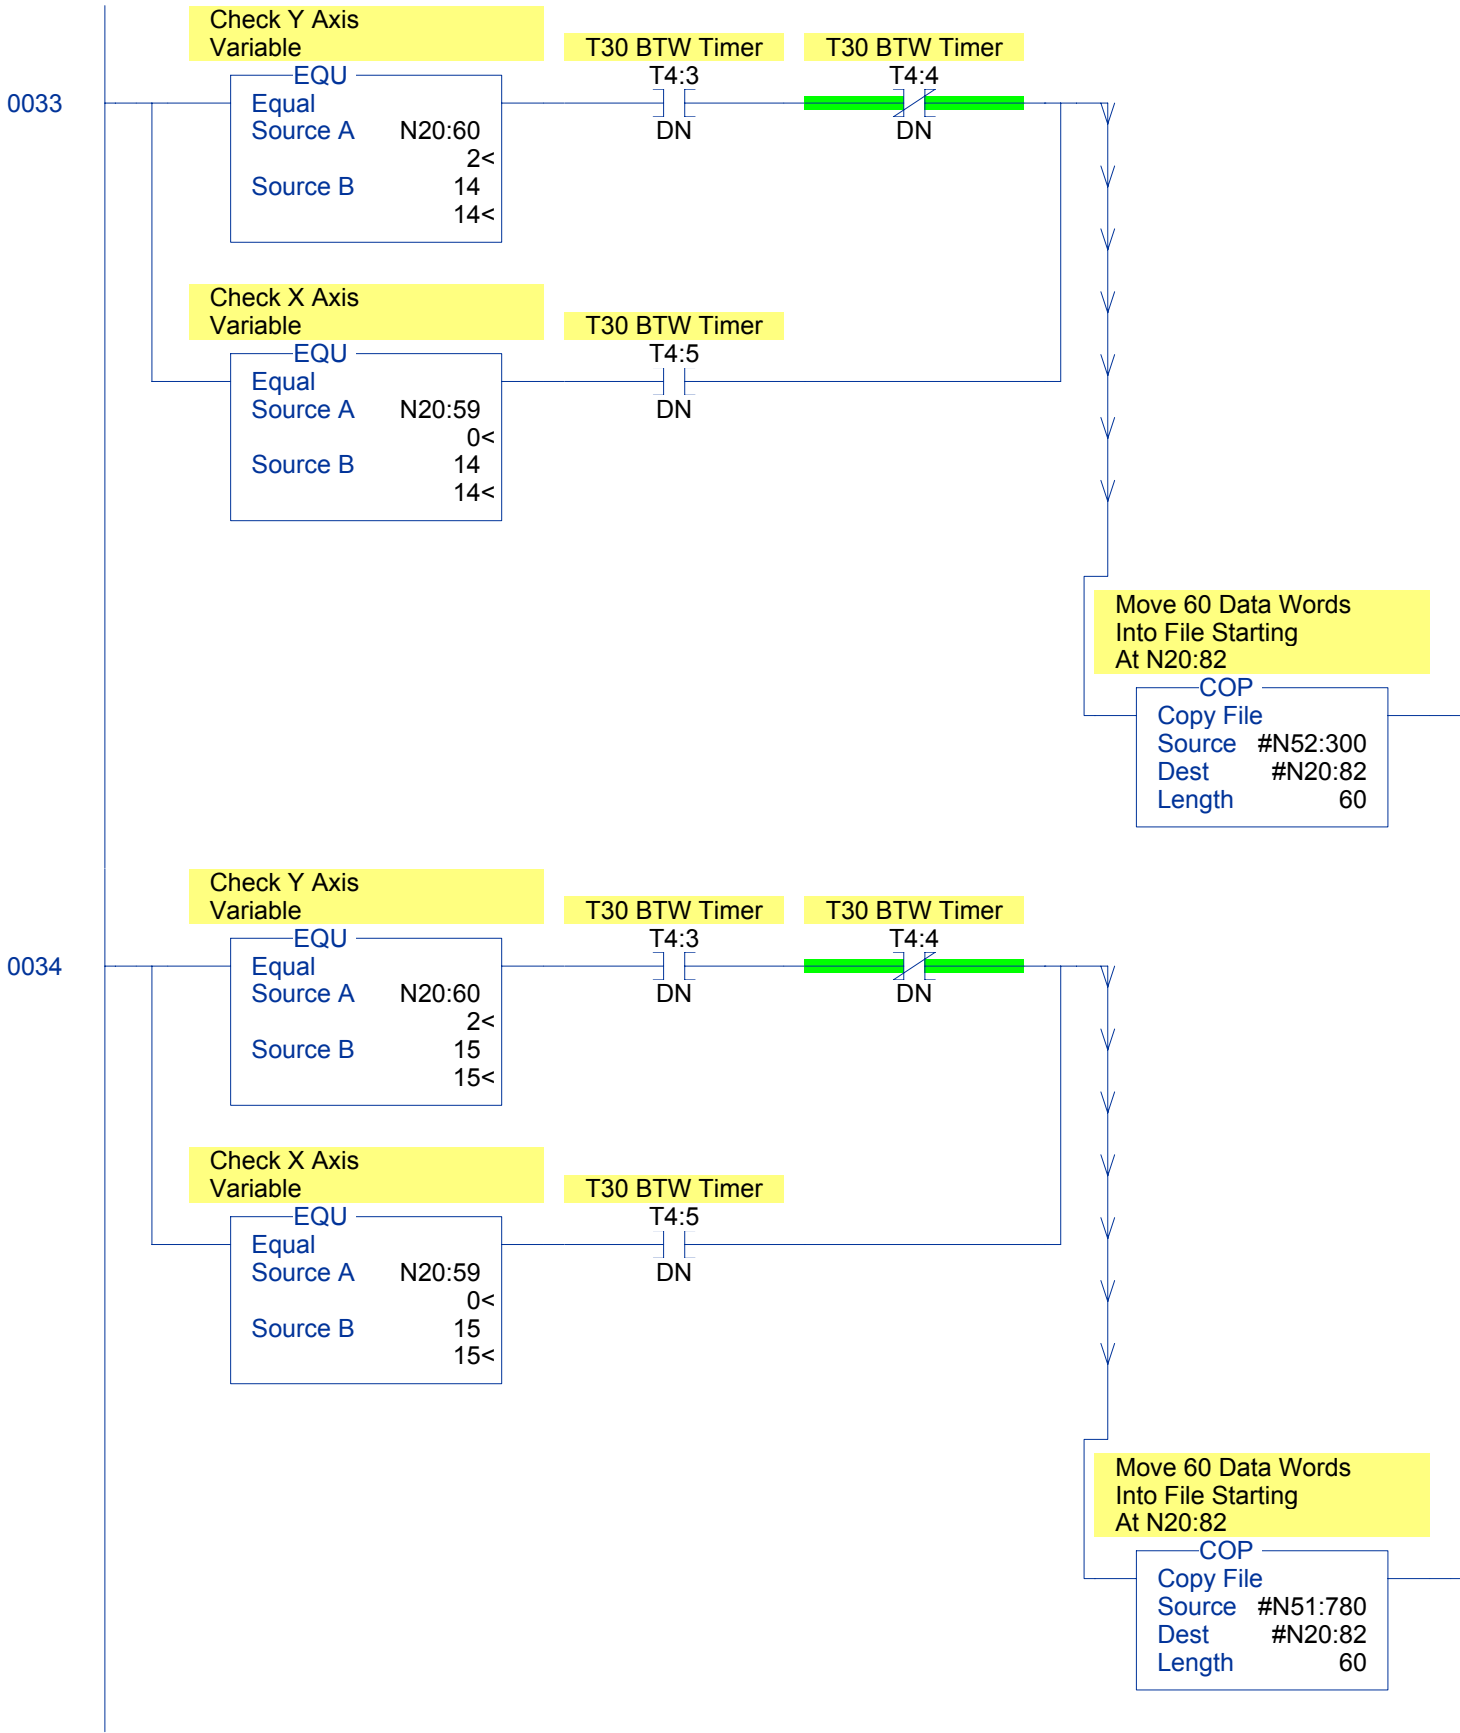 Check Y Axis
Variable
T30 BTW Timer
T30 BTW Timer
EQU
T4:3
T4:4
0033
Equal
DN
DN
Source A N20:60
2<
Source B 14
14<
Check X Axis
Variable
T30 BTW Timer
EQU
T4:5
Equal
DN
Source A N20:59
0<
Source B 14
14<
Move 60 Data Words
Into File Starting
At N20:82
COP
Copy File
Source #N52:300
Dest #N20:82
Length 60
Check Y Axis
Variable
T30 BTW Timer
T30 BTW Timer
EQU
T4:3
T4:4
0034
Equal
DN
DN
Source A N20:60
2<
Source B 15
15<
Check X Axis
Variable
T30 BTW Timer
EQU
T4:5
Equal
DN
Source A N20:59
0<
Source B 15
15<
Move 60 Data Words
Into File Starting
At N20:82
COP
Copy File
Source #N51:780
Dest #N20:82
Length 60